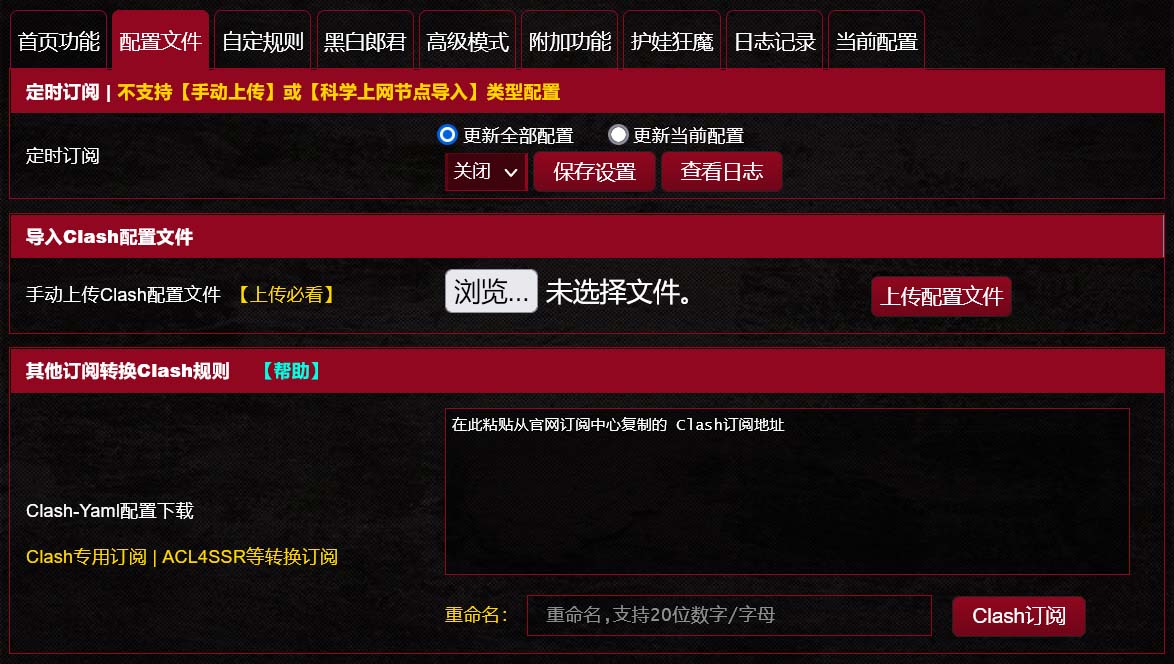 首页功能 配置文件 自定规则 黑白郎君 高级模式 附加功能 护娃狂魔 日志记录 当前配置
定时订阅 | 不支持【手动上传】或【科学上网节点导入】类型配置
更新全部配置 更新当前配置
定时订阅
关闭 保存设置 查看日志
导入Clash配置文件
手动上传Clash配置文件 【上传必看】 浏览... 未选择文件。 上传配置文件
其他订阅转换Clash规则 【帮助】
在此粘贴从官网订阅中心复制的 Clash订阅地址
Clash-Yaml配置下载
Clash专用订阅 | ACL4SSR等转换订阅
重命名: 重命名,支持20位数字/字母 Clash订阅